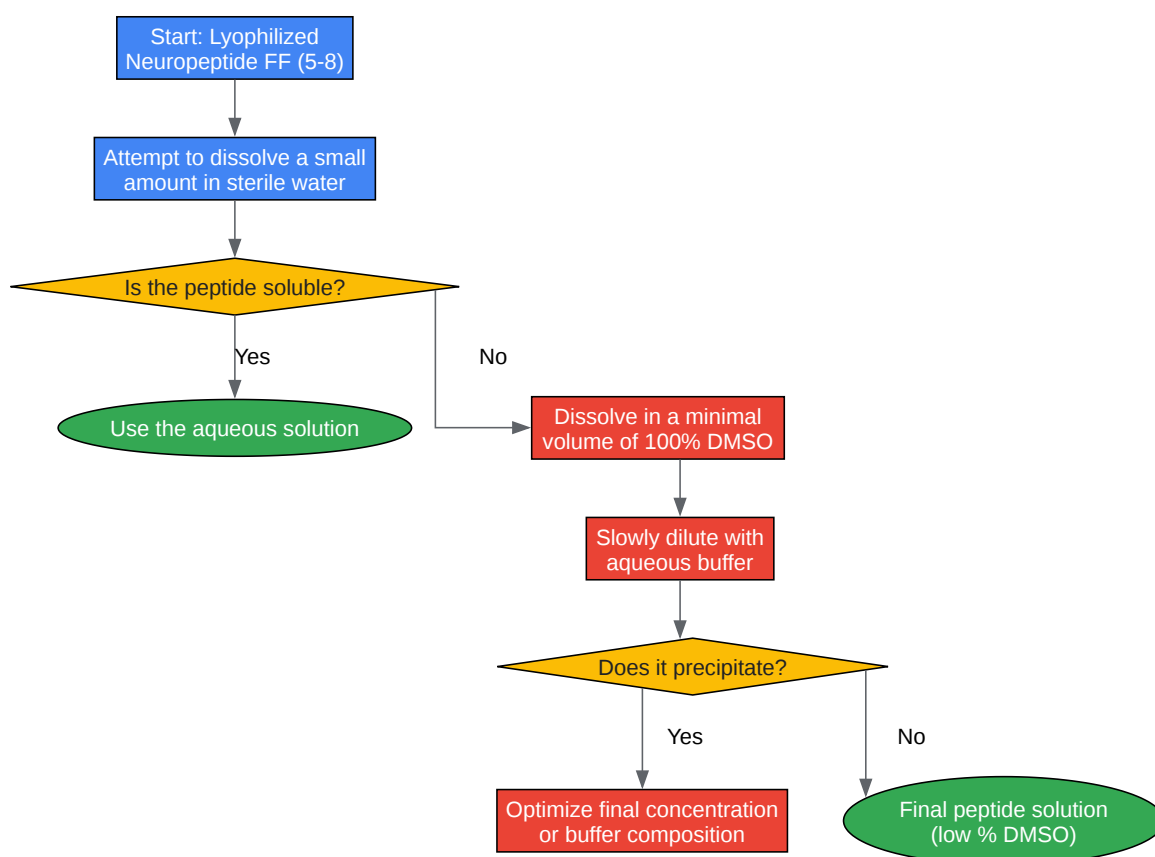 Start: Lyophilized
Neuropeptide FF (5-8)
Attempt to dissolve a small
amount in sterile water
Is the peptide soluble?
Yes
No
Use the aqueous solution
Dissolve in a minimal
volume of 100% DMSO
Slowly dilute with
aqueous buffer
Does it precipitate?
Yes
No
Optimize final concentration
or buffer composition
Final peptide solution
(low % DMSO)